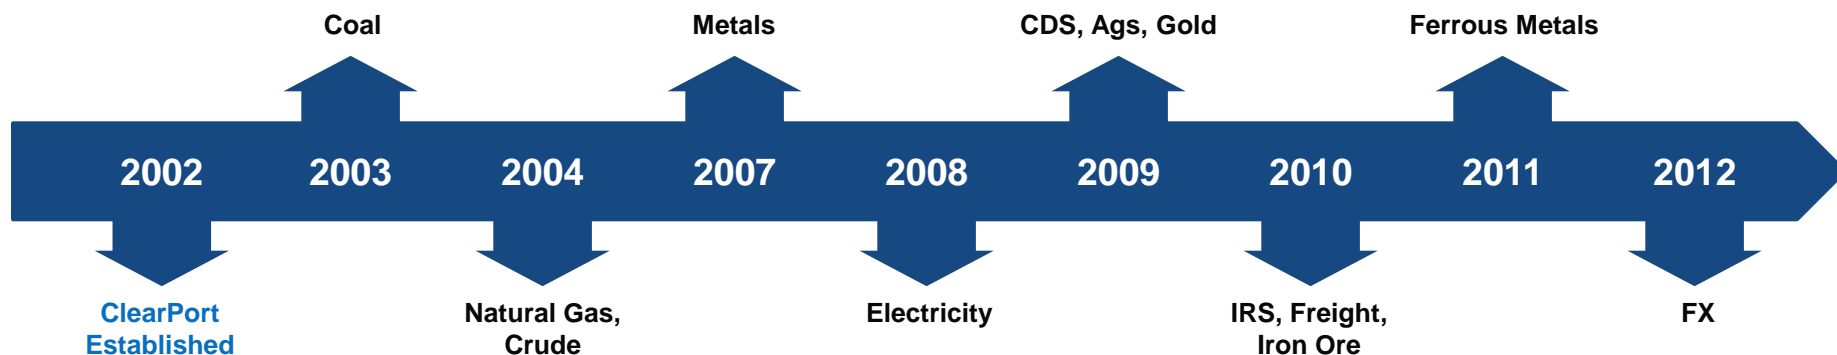 Coal
Metals
CDS, Ags, Gold
Ferrous Metals
2002
2003
2004
2007
2008
2009
2010
2011
2012
ClearPort
Established
Natural Gas,
Crude
Electricity
IRS, Freight,
Iron Ore
FX